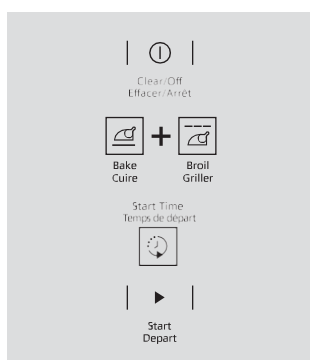 Clear/Off
Effacer/Arrêt
+
Bake
Cuire
Broil
Griller
Start Time
Temps de départ
Start
Depart